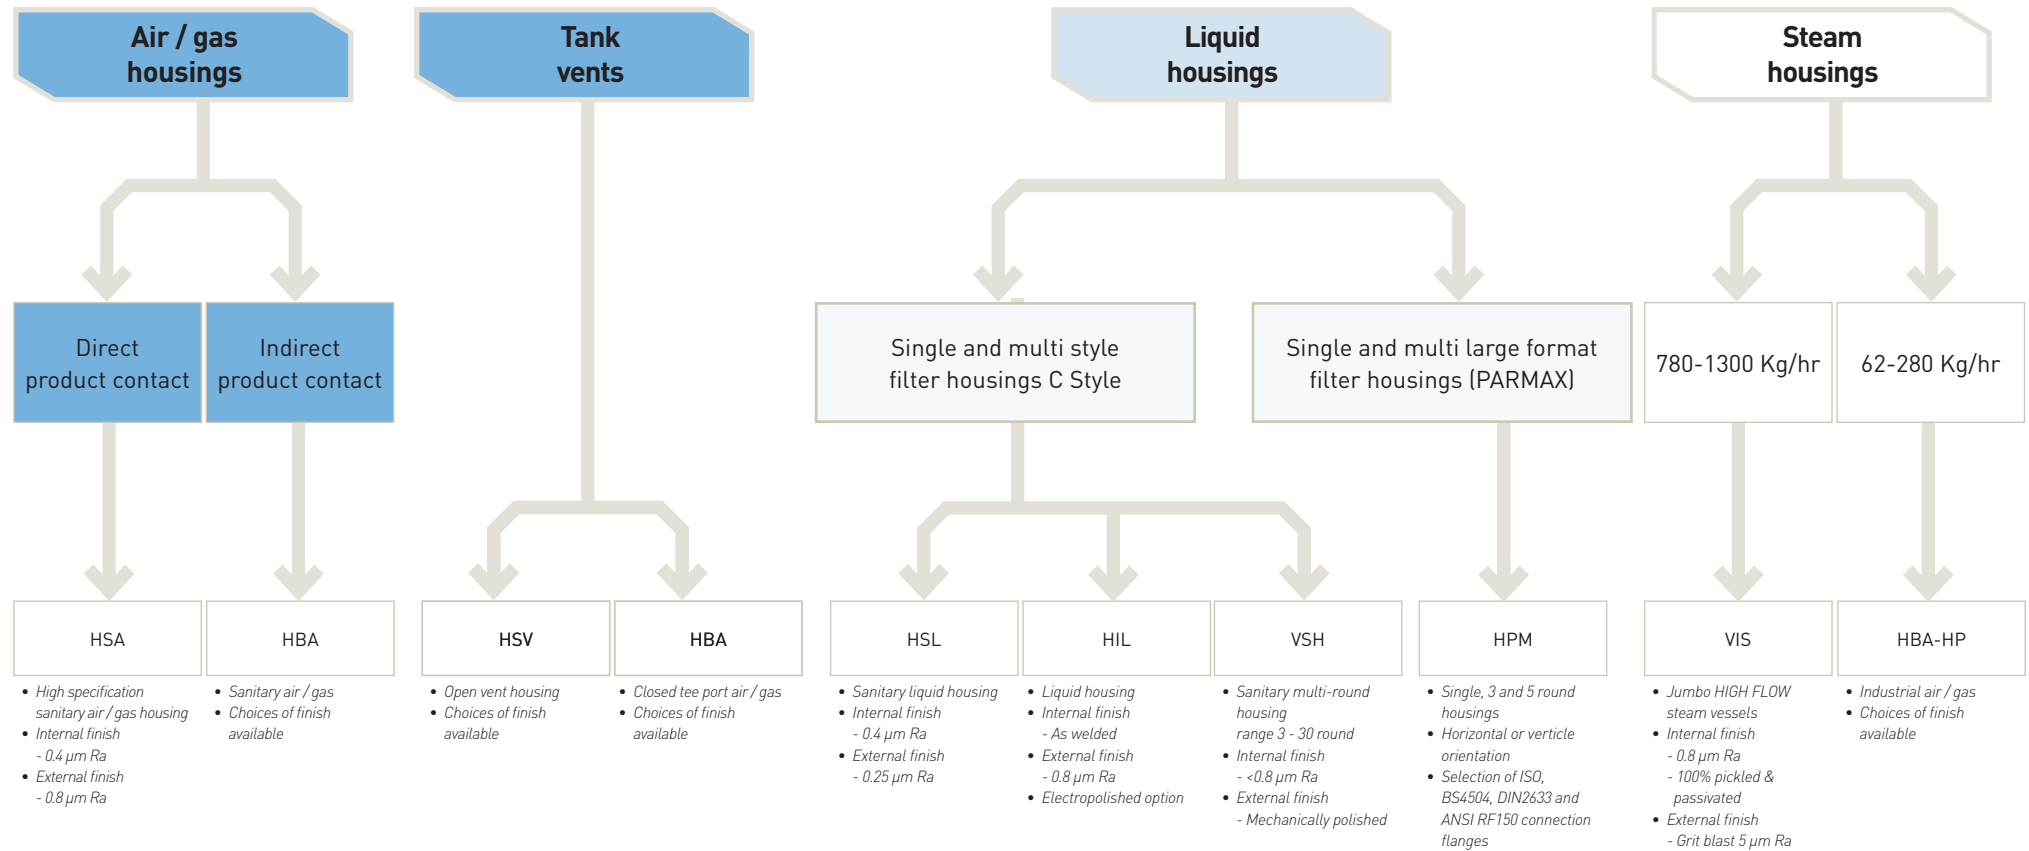 Air / gas
housings
Tank
vents
Liquid
housings
Steam
housings
Direct
product contact
Indirect
product contact
Single and multi style
filter housings C Style
Single and multi large format
filter housings (PARMAX)
780-1300 Kg/hr
62-280 Kg/hr
HSA
• High specification
sanitary air / gas housing
• Internal finish
- 0.4 µm Ra
• External finish
- 0.8 µm Ra
HBA
• Sanitary air / gas
• Choices of finish
available
HSV
• Open vent housing
• Choices of finish
available
HBA
• Closed tee port air / gas
• Choices of finish
available
HSL
• Sanitary liquid housing
• Internal finish
- 0.4 µm Ra
• External finish
- 0.25 µm Ra
HIL
• Liquid housing
• Internal finish
- As welded
• External finish
- 0.8 µm Ra
• Electropolished option
VSH
• Sanitary multi-round
housing
range 3 - 30 round
• Internal finish
- <0.8 µm Ra
• External finish
- Mechanically polished
HPM
• Single, 3 and 5 round
housings
• Horizontal or verticle
orientation
• Selection of ISO,
BS4504, DIN2633 and
ANSI RF150 connection
flanges
VIS
• Jumbo HIGH FLOW
steam vessels
• Internal finish
- 0.8 µm Ra
- 100% pickled &
passivated
• External finish
- Grit blast 5 µm Ra
HBA-HP
• Industrial air / gas
• Choices of finish
available